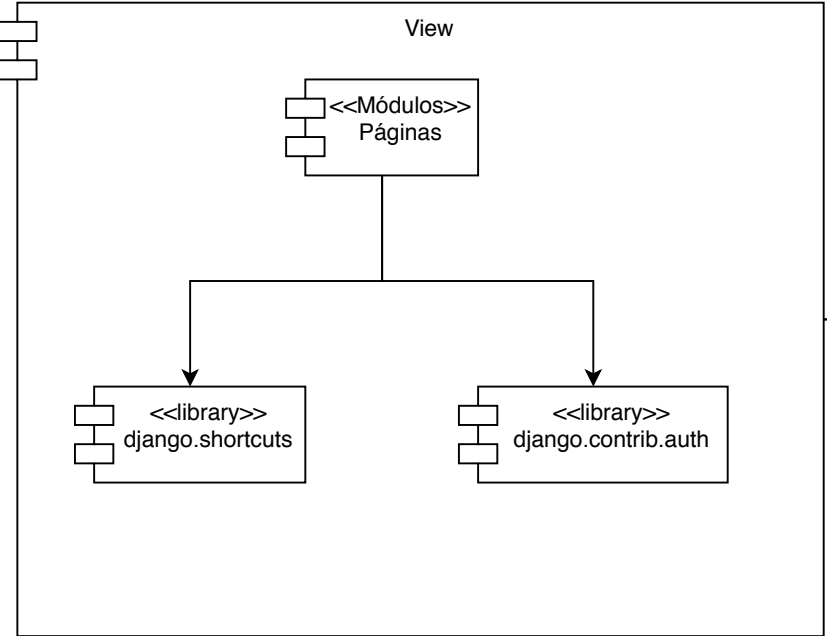 View
<<Módulos>>
Páginas
<<library>>
django.shortcuts
<<library>>
django.contrib.auth